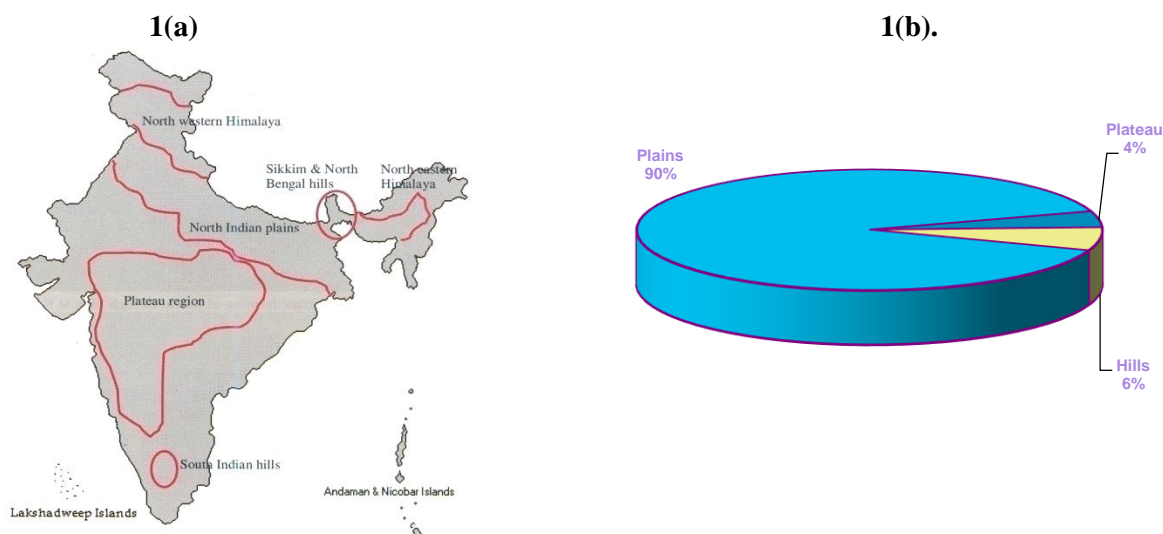 1(a)
1(b).
North western Himalaya
Sikkim & North
Bengal hills
North eastern
Himalaya
North Indian plains
Plateau region
South Indian hills
Lakshadweep Islands
Andaman & Nicobar Islands
Plains
90%
Plateau
4%
Hills
6%